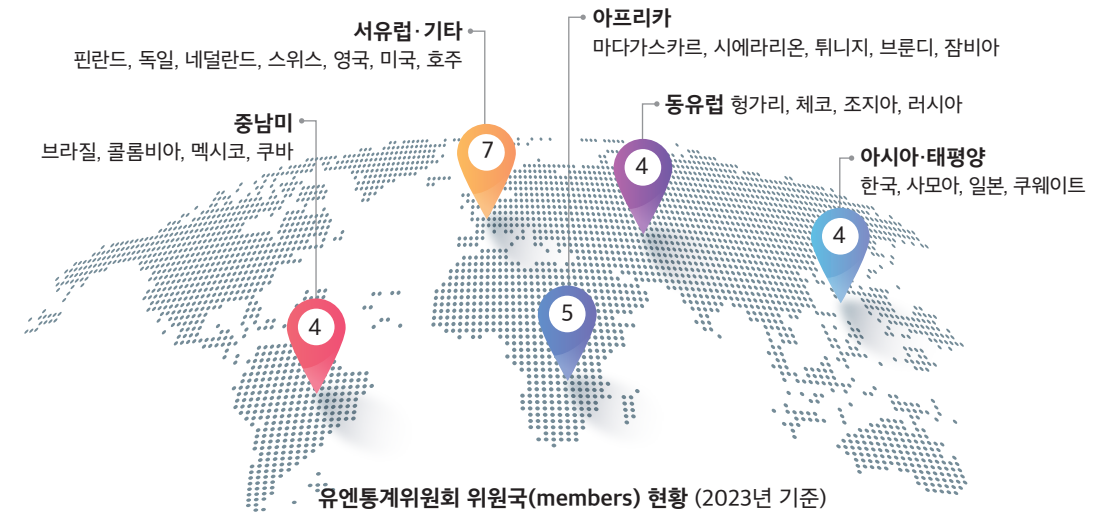 서유럽·기타
핀란드, 독일, 네덜란드, 스위스, 영국, 미국, 호주
7
아프리카
마다가스카르, 시에라리온, 튀니지, 브룬디, 잠비아
5
동유럽 헝가리, 체코, 조지아, 러시아
4
중남미
브라질, 콜롬비아, 멕시코, 쿠바
4
아시아·태평양
한국, 사모아, 일본, 쿠웨이트
4
유엔통계위원회 위원국(members) 현황 (2023년 기준)